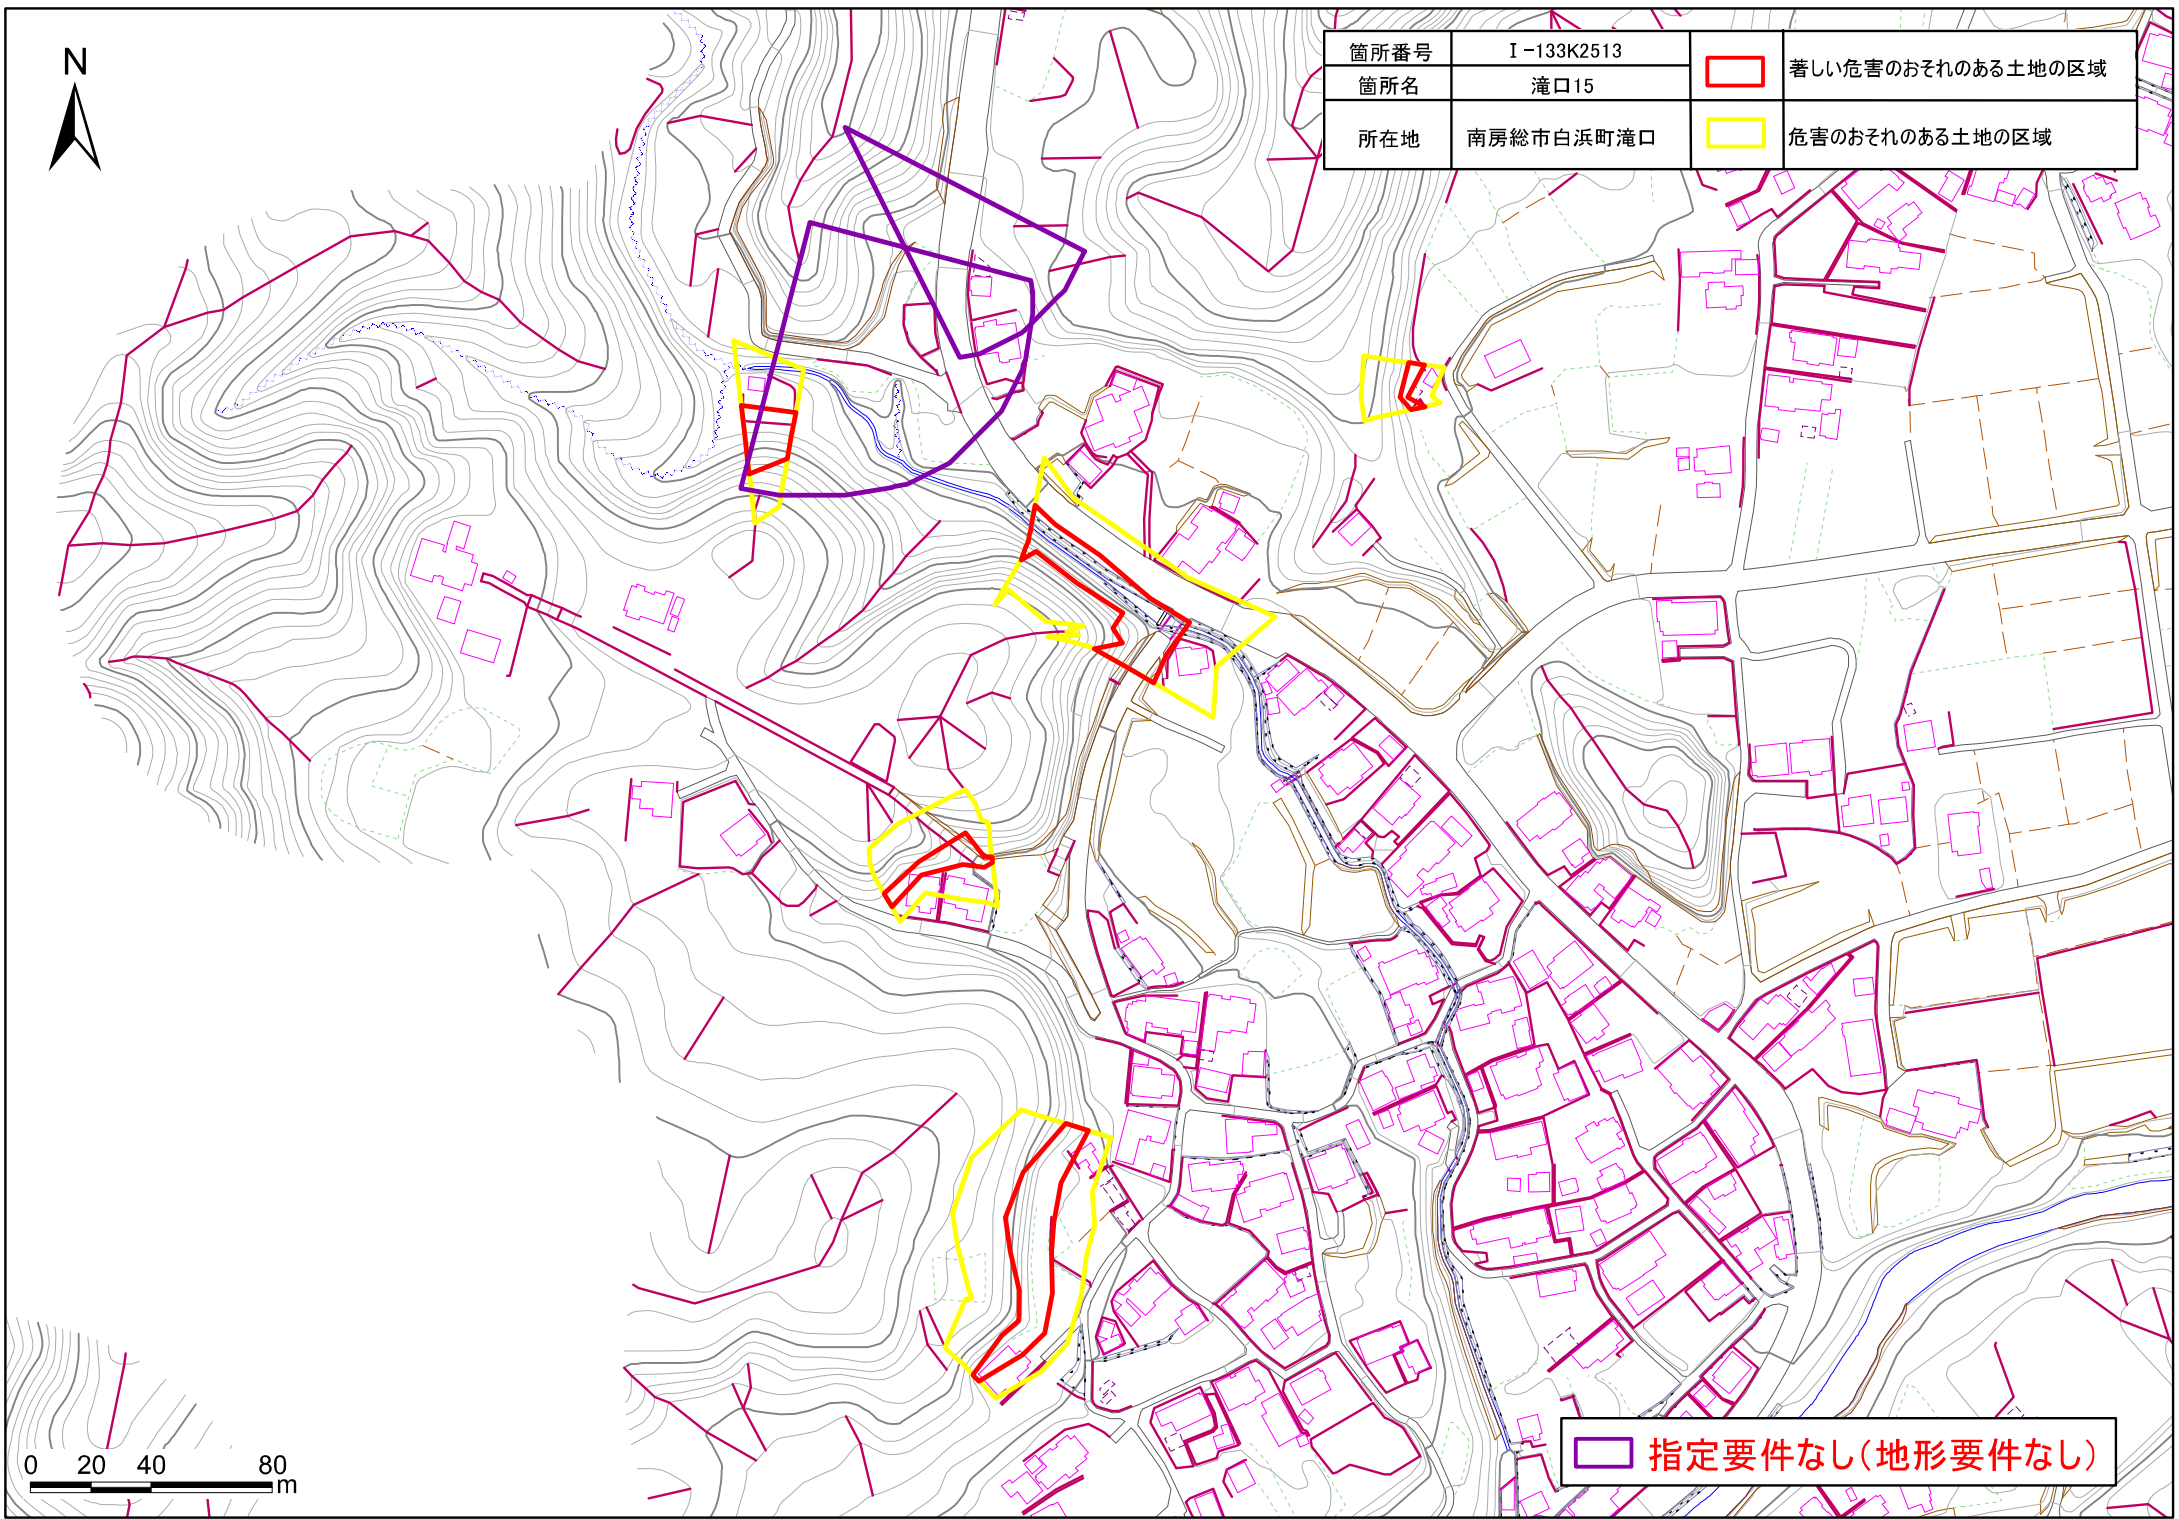 N
箇所番号 Ⅰ-133K2513
箇所名 滝口15
所在地 南房総市白浜町滝口
著しい危害のおそれのある土地の区域
危害のおそれのある土地の区域
0 20 40 80
m
指定要件なし(地形要件なし)